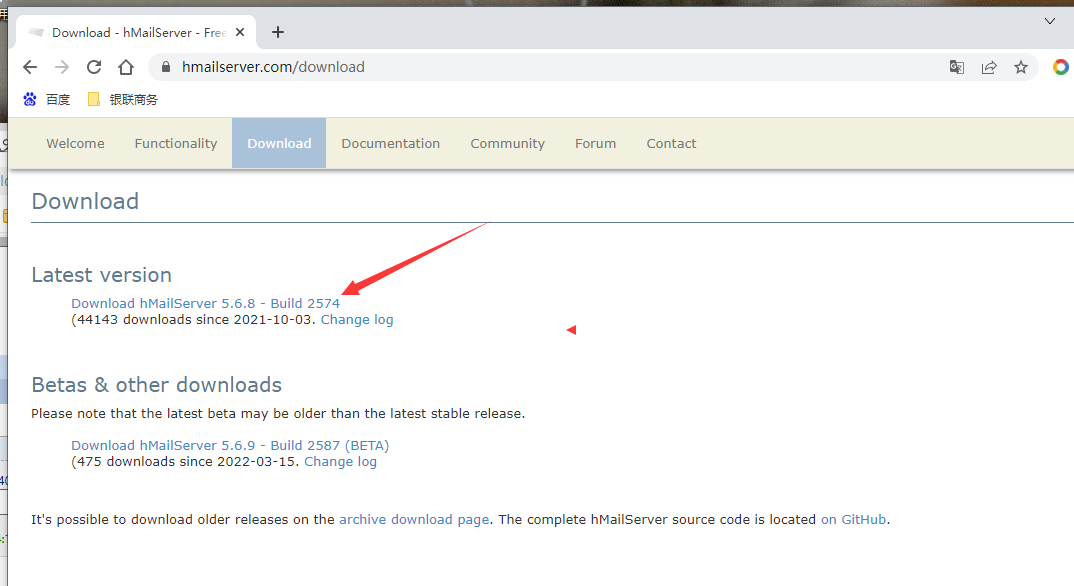 Download - hMailServer - Free
hmailserver.com/download
百度
银联商务
Welcome Functionality Download Documentation Community Forum Contact
Download
Latest version
Download hMailServer 5.6.8 - Build 2574
(44143 downloads since 2021-10-03. Change log
Betas & other downloads
Please note that the latest beta may be older than the latest stable release.
Download hMailServer 5.6.9 - Build 2587 (BETA)
(475 downloads since 2022-03-15. Change log
It's possible to download older releases on the archive download page. The complete hMailServer source code is located on GitHub.